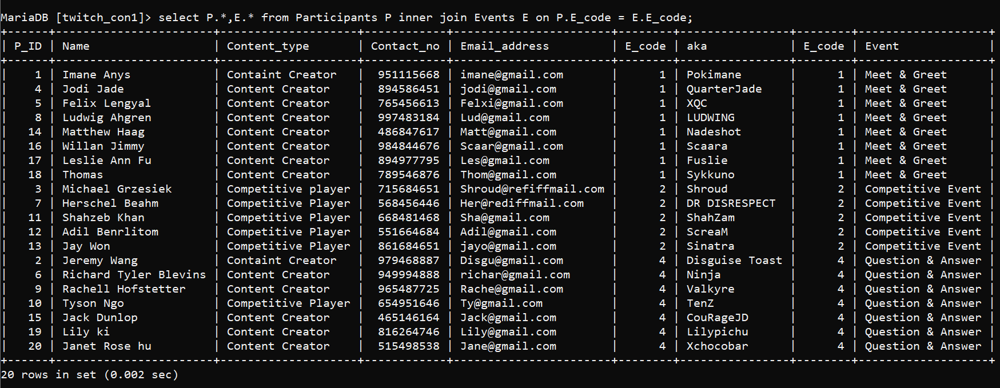 MariaDB [twitch_con1]> select P.*,E.* from Participants P inner join Events E on P.E_code = E.E_code;
+------+-----------------------+--------------------+------------+-----------------------+--------+----------------+--------+-------------------+
| P_ID | Name                  | Content_type       | Contact_no | Email_address         | E_code | aka            | E_code | Event             |
+------+-----------------------+--------------------+------------+-----------------------+--------+----------------+--------+-------------------+
|    1 | Imane Anys            | Containt Creator   |  951115668 | imane@gmail.com       |      1 | Pokimane       |      1 | Meet & Greet      |
|    4 | Jodi Jade             | Content Creator    |  894586451 | jodi@gmail.com        |      1 | QuarterJade    |      1 | Meet & Greet      |
|    5 | Felix Lengyal         | Content Creator    |  765456613 | Felxi@gmail.com       |      1 | XQC            |      1 | Meet & Greet      |
|    8 | Ludwig Ahgren         | Content Creator    |  997483184 | Lud@gmail.com         |      1 | LUDWING        |      1 | Meet & Greet      |
|   14 | Matthew Haag          | Content Creator    |  486847617 | Matt@gmail.com        |      1 | Nadeshot       |      1 | Meet & Greet      |
|   16 | Willan Jimmy          | Content Creator    |  984844676 | Scaar@gmail.com       |      1 | Scaara         |      1 | Meet & Greet      |
|   17 | Leslie Ann Fu         | Content Creator    |  894977795 | Les@gmail.com         |      1 | Fuslie         |      1 | Meet & Greet      |
|   18 | Thomas                | Content Creator    |  789546876 | Thom@gmail.com        |      1 | Sykkuno        |      1 | Meet & Greet      |
|    3 | Michael Grzesiek      | Competitive player |  715684651 | Shroud@refiffmail.com |      2 | Shroud         |      2 | Competitive Event |
|    7 | Herschel Beahm        | Competitive Player |  568456446 | Her@rediffmail.com    |      2 | DR DISRESPECT  |      2 | Competitive Event |
|   11 | Shahzeb Khan          | Competitive Player |  668481468 | Sha@gmail.com         |      2 | ShahZam        |      2 | Competitive Event |
|   12 | Adil Benrlitom        | Competitive Player |  551664684 | Adil@gmail.com        |      2 | ScreaM         |      2 | Competitive Event |
|   13 | Jay Won               | Competitive Player |  861684651 | jayo@gmail.com        |      2 | Sinatra        |      2 | Competitive Event |
|    2 | Jeremy Wang           | Containt Creator   |  979468887 | Disgu@gmail.com       |      4 | Disguise Toast |      4 | Question & Answer |
|    6 | Richard Tyler Blevins | Content Creator    |  949994888 | richar@gmail.com      |      4 | Ninja          |      4 | Question & Answer |
|    9 | Rachell Hofstetter    | Content Creator    |  965487725 | Rache@gmail.com       |      4 | Valkyre        |      4 | Question & Answer |
|   10 | Tyson Ngo             | Competitive Player |  654951646 | Ty@gmail.com          |      4 | TenZ           |      4 | Question & Answer |
|   15 | Jack Dunlop           | Content Creator    |  465146164 | Jack@gmail.com        |      4 | CouRageJD      |      4 | Question & Answer |
|   19 | Lily ki               | Content Creator    |  816264746 | Lily@gmail.com        |      4 | Lilypichu      |      4 | Question & Answer |
|   20 | Janet Rose hu         | Content Creator    |  515498538 | Jane@gmail.com        |      4 | Xchocobar      |      4 | Question & Answer |
+------+-----------------------+--------------------+------------+-----------------------+--------+----------------+--------+-------------------+
20 rows in set (0.002 sec)